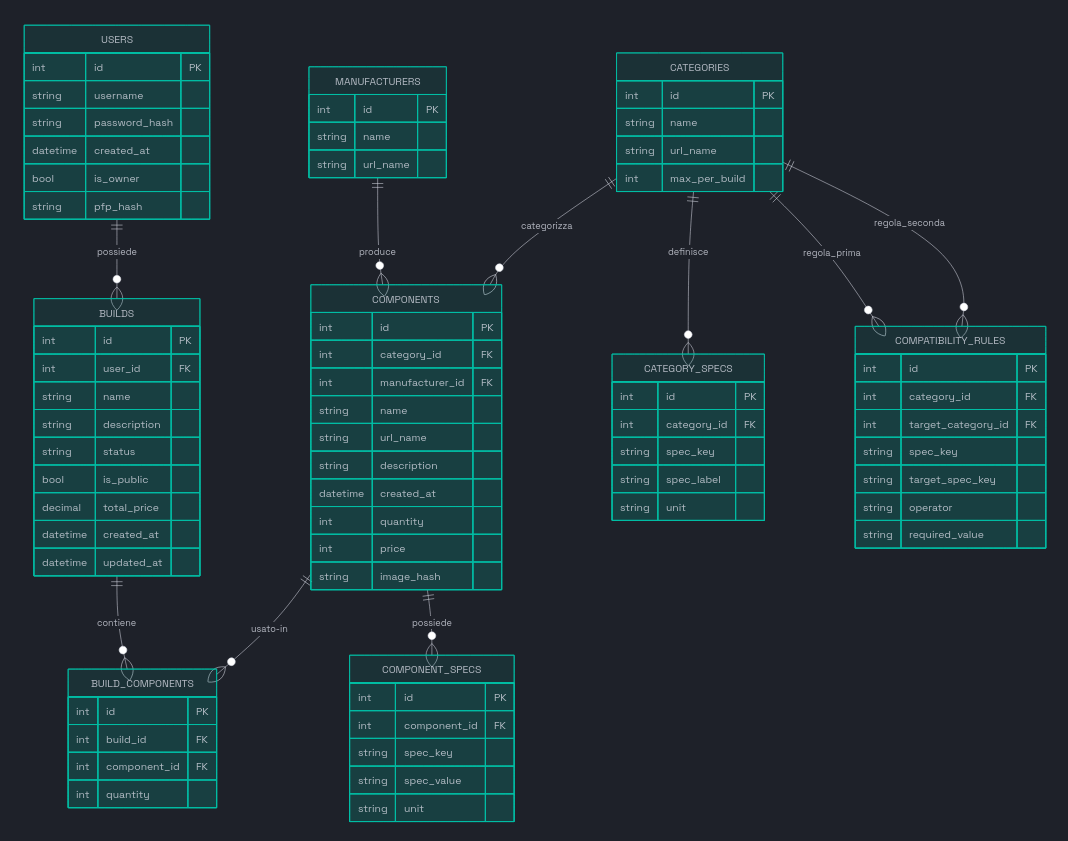 USERS
int id PK
string username
string password_hash
datetime created_at
bool is_owner
string pfp_hash
MANUFACTURERS
int id PK
string name
string url_name
CATEGORIES
int id PK
string name
string url_name
int max_per_build
possiede
produce
categorizza
definisce
regola_prima
regola_seconda
BUILDS
int id PK
int user_id FK
string name
string description
string status
bool is_public
decimal total_price
datetime created_at
datetime updated_at
COMPONENTS
int id PK
int category_id FK
int manufacturer_id FK
string name
string url_name
string description
datetime created_at
int quantity
int price
string image_hash
CATEGORY_SPECS
int id PK
int category_id FK
string spec_key
string spec_label
string unit
COMPATIBILITY_RULES
int id PK
int category_id FK
int target_category_id FK
string spec_key
string target_spec_key
string operator
string required_value
contiene
usato-in
possiede
BUILD_COMPONENTS
int id PK
int build_id FK
int component_id FK
int quantity
COMPONENT_SPECS
int id PK
int component_id FK
string spec_key
string spec_value
string unit